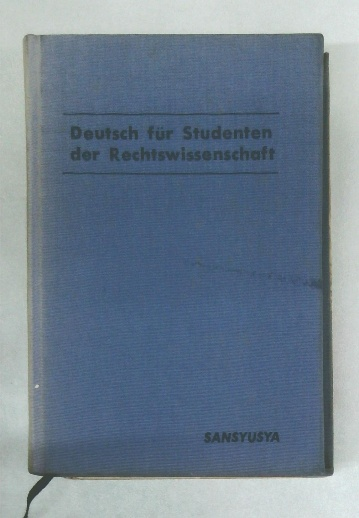 Deutsch für Studenten
der Rechtswissenschaft
SANSYUSYA